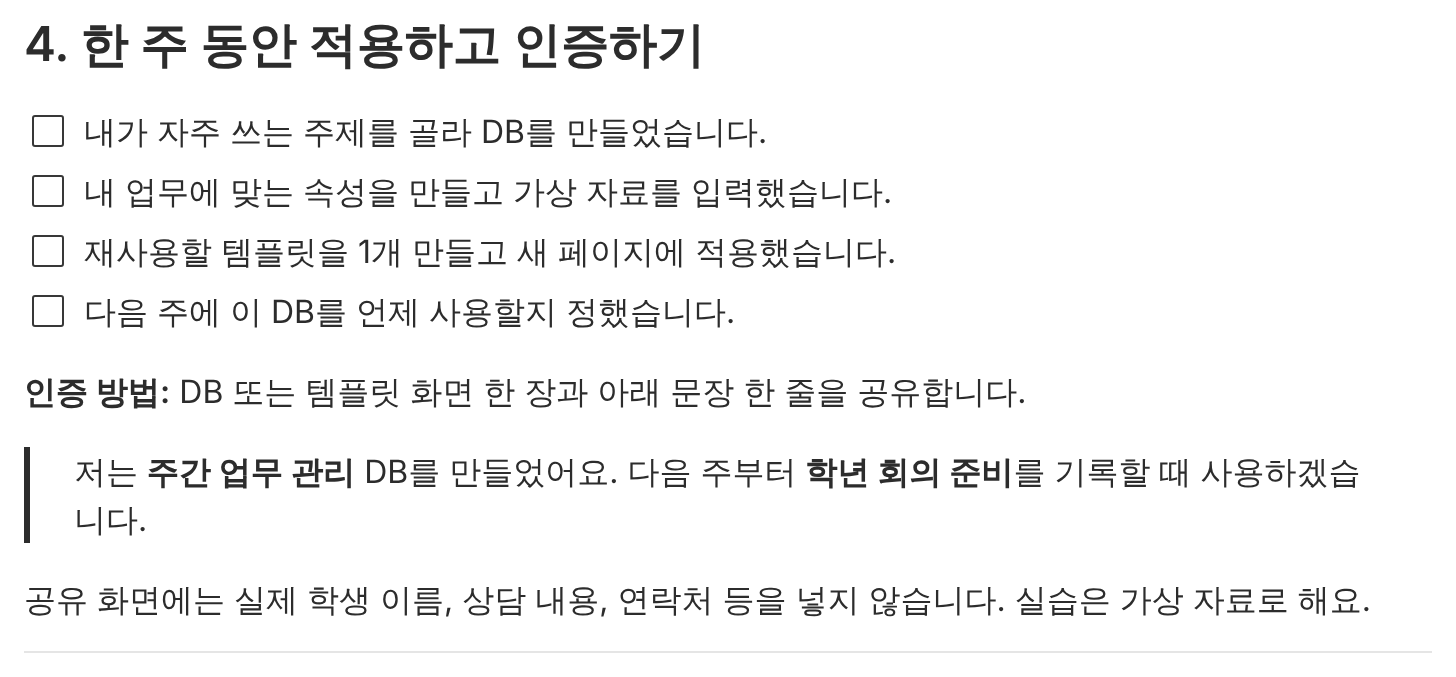 4. 한 주 동안 적용하고 인증하기
내가 자주 쓰는 주제를 골라 DB를 만들었습니다.
내 업무에 맞는 속성을 만들고 가상 자료를 입력했습니다.
재사용할 템플릿을 1개 만들고 새 페이지에 적용했습니다.
다음 주에 이 DB를 언제 사용할지 정했습니다.
인증 방법: DB 또는 템플릿 화면 한 장과 아래 문장 한 줄을 공유합니다.
저는 주간 업무 관리 DB를 만들었어요. 다음 주부터 학년 회의 준비를 기록할 때 사용하겠습
니다.
공유 화면에는 실제 학생 이름, 상담 내용, 연락처 등을 넣지 않습니다. 실습은 가상 자료로 해요.